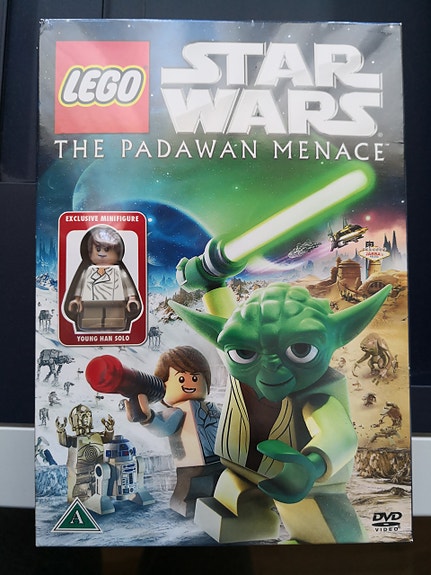 LEGO
STAR
WARS
THE PADAWAN MENACE
EXCLUSIVE MINIFIGURE
YOUNG HAN SOLO
A
DVD
VIDEO